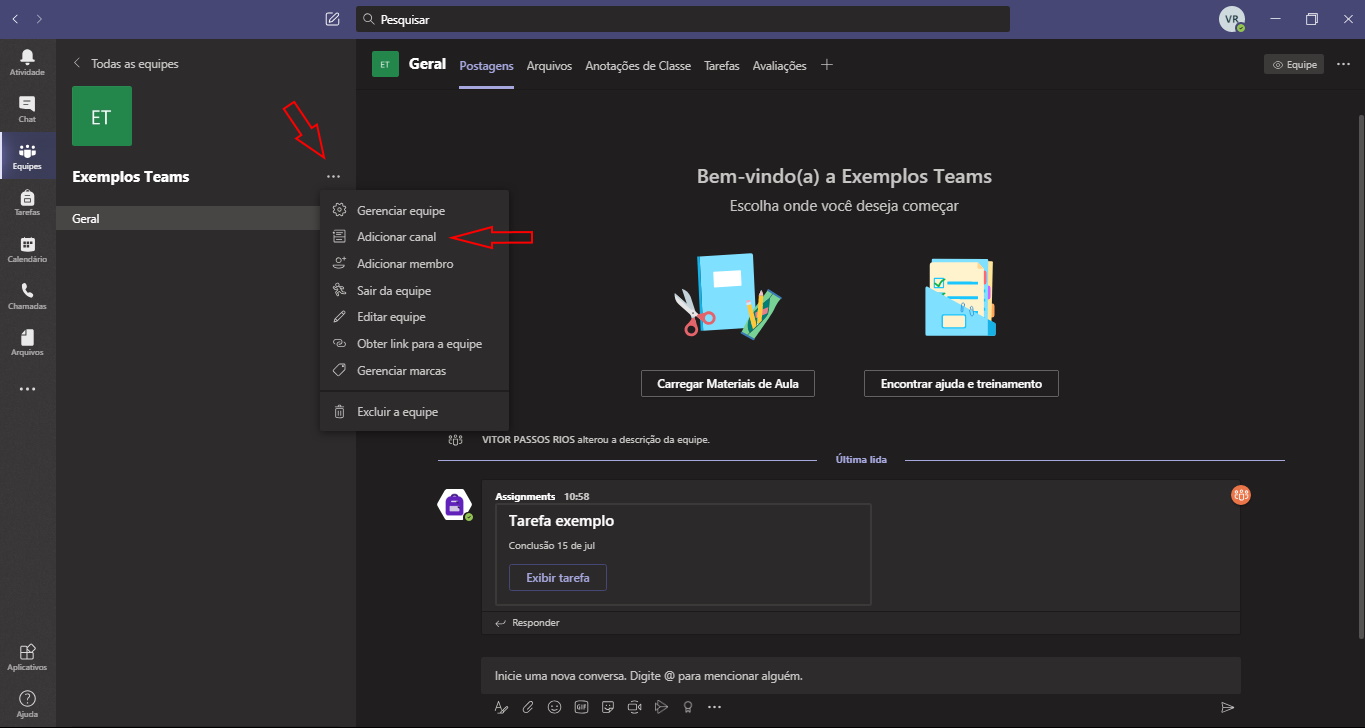 Pesquisar
VR
Atividade
Chat
Equipes
Tarefas
Calendário
Chamadas
Arquivos
Aplicativos
Ajuda
Todas as equipes
ET
Exemplos Teams
Geral
Gerenciar equipe
Adicionar canal
Adicionar membro
Sair da equipe
Editar equipe
Obter link para a equipe
Gerenciar marcas
Excluir a equipe
ET
Geral
Postagens
Arquivos
Anotações de Classe
Tarefas
Avaliações
Equipe
Bem-vindo(a) a Exemplos Teams
Escolha onde você deseja começar
Carregar Materiais de Aula
Encontrar ajuda e treinamento
VITOR PASSOS RIOS alterou a descrição da equipe.
Última lida
Assignments 10:58
Tarefa exemplo
Conclusão 15 de jul
Exibir tarefa
Responder
Inicie uma nova conversa. Digite @ para mencionar alguém.
GIF